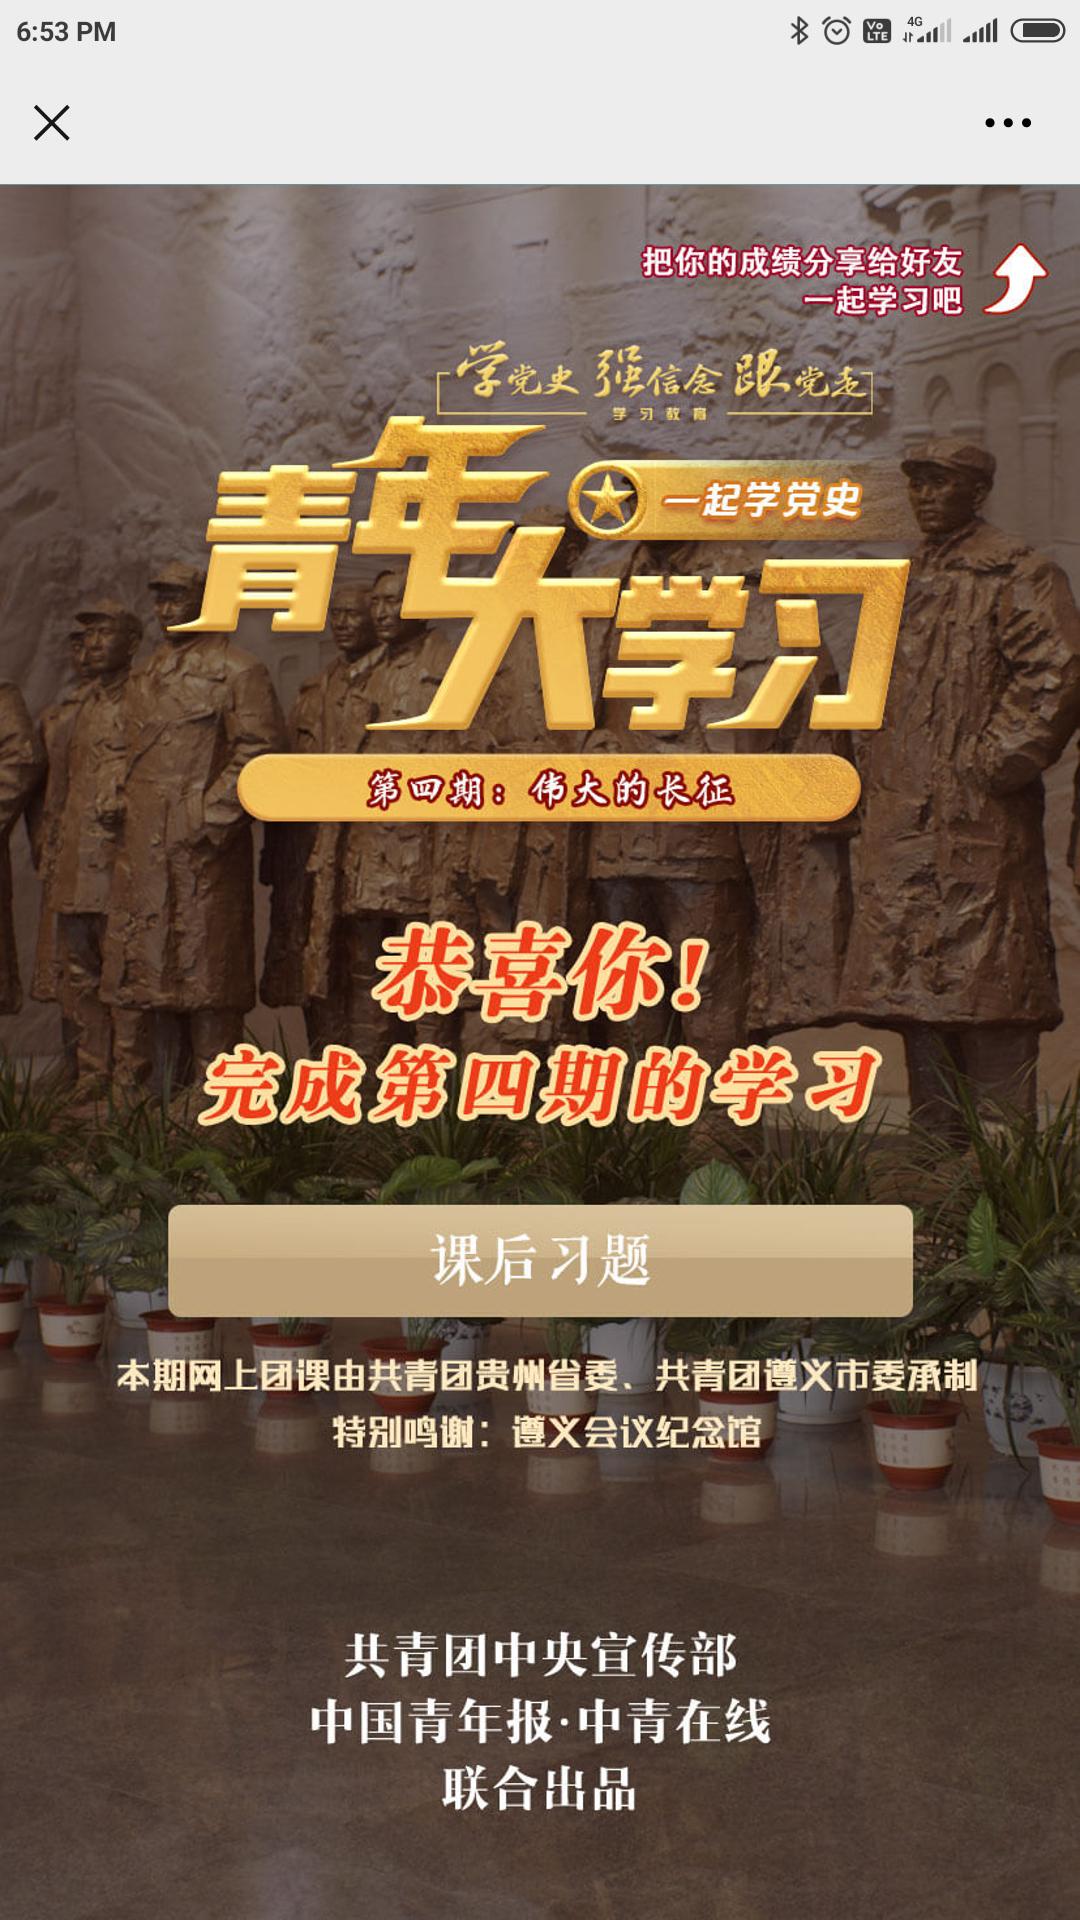 6:53 PM
4G
Vo
LTE
把你的成绩分享给好友
一起学习吧
学党史 强信念 跟党走
学习教育
青年大学习
一起学党史
第四期：伟大的长征
恭喜你！
完成第四期的学习
课后习题
本期网上团课由共青团贵州省委、共青团遵义市委承制
特别鸣谢：遵义会议纪念馆
共青团中央宣传部
中国青年报·中青在线
联合出品